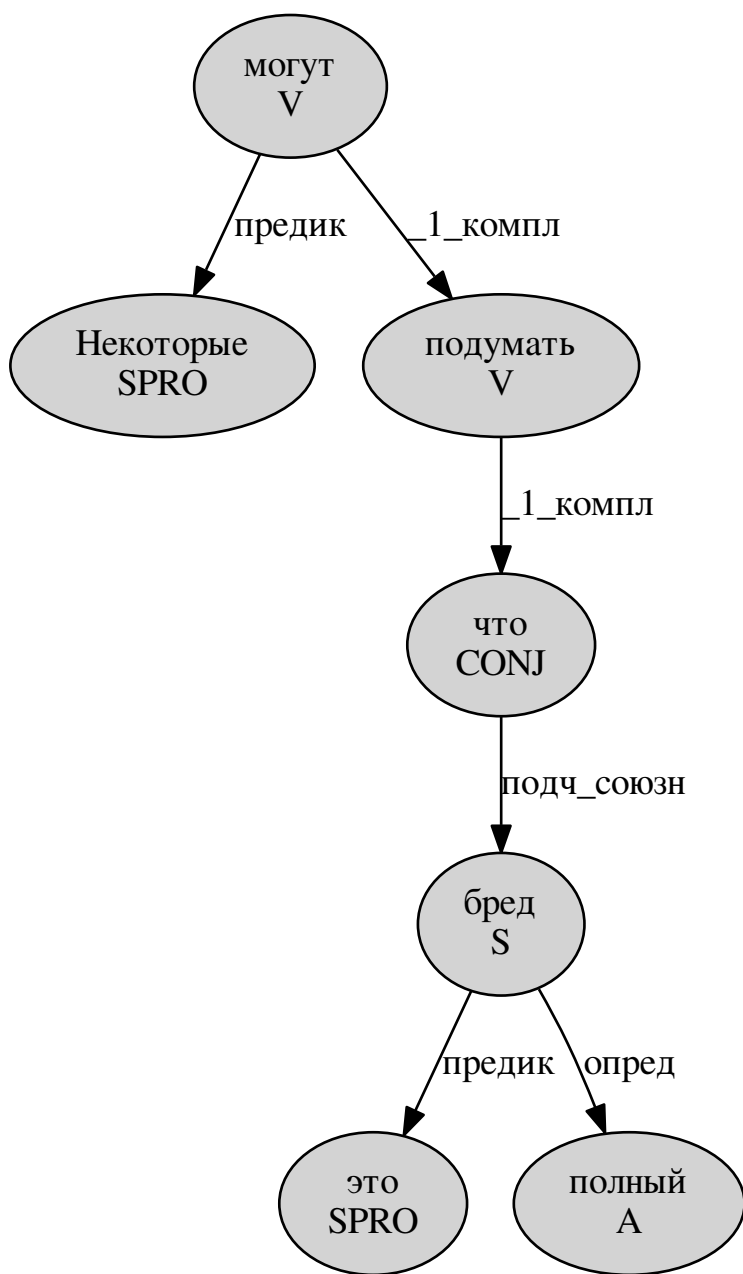 могут
V
предик
_1_компл
Некоторые
SPRO
подумать
V
_1_компл
что
CONJ
подч_союзн
бред
S
предик
опред
это
SPRO
полный
A